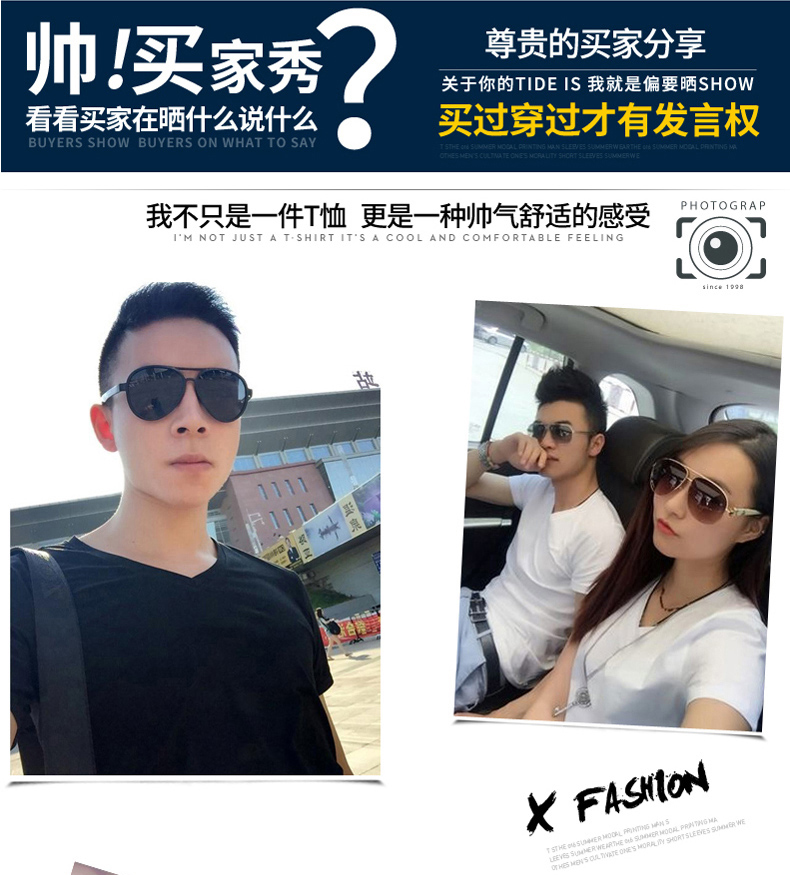 帅!买家秀?
看看买家在晒什么说什么
BUYERS SHOW BUYERS ON WHAT TO SAY
尊贵的买家分享
关于你的TIDE IS 我就是偏要晒SHOW
买过穿过才有发言权
我不只是一件T恤 更是一种帅气舒适的感受
I'M NOT JUST A T-SHIRT IT'S A COOL AND COMFORTABLE FEELING
PHOTOGRAP
since 1998
X FASHION